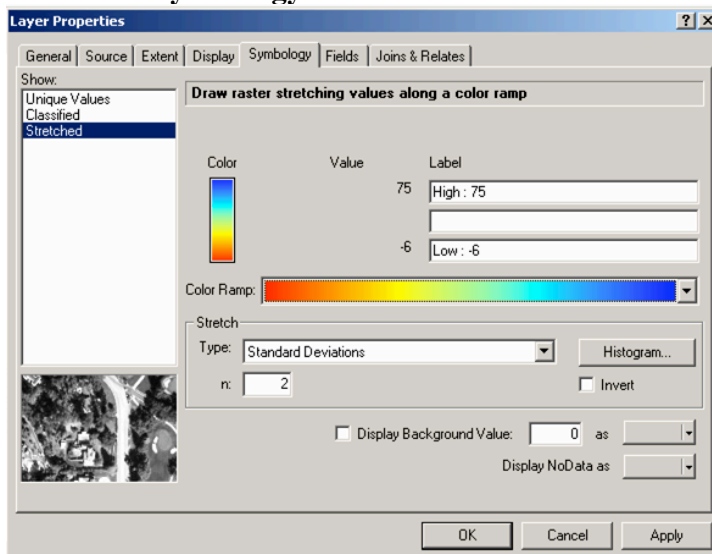 Layer Properties
General Source Extent Display Symbology Fields Joins & Relates
Show:
Unique Values
Classified
Stretched
Draw raster stretching values along a color ramp
Color Value Label
75 High : 75
-6 Low : -6
Color Ramp:
Stretch
Type: Standard Deviations Histogram...
n: 2 Invert
Display Background Value: 0 as
Display NoData as
OK Cancel Apply